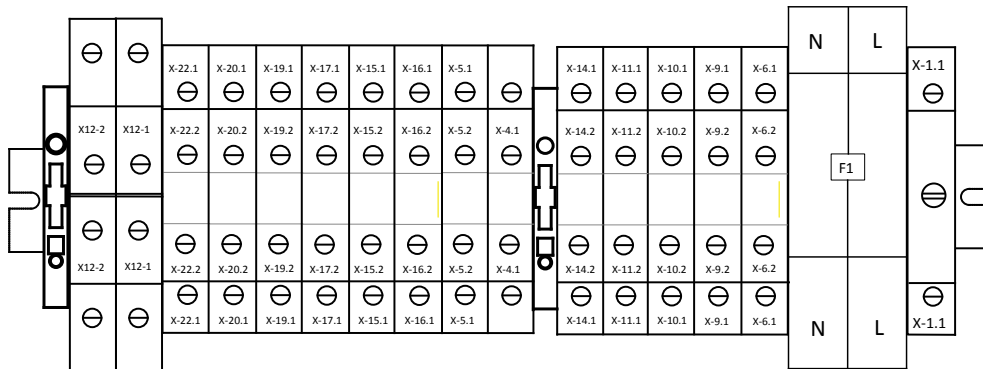 N L
X-22.1 X-20.1 X-19.1 X-17.1 X-15.1 X-16.1 X-5.1 X-14.1 X-11.1 X-10.1 X-9.1 X-6.1 X-1.1
X12-2 X12-1 X-22.2 X-20.2 X-19.2 X-17.2 X-15.2 X-16.2 X-5.2 X-4.1 X-14.2 X-11.2 X-10.2 X-9.2 X-6.2
F1
X12-2 X12-1 X-22.2 X-20.2 X-19.2 X-17.2 X-15.2 X-16.2 X-5.2 X-4.1 X-14.2 X-11.2 X-10.2 X-9.2 X-6.2
X-22.1 X-20.1 X-19.1 X-17.1 X-15.1 X-16.1 X-5.1 X-14.1 X-11.1 X-10.1 X-9.1 X-6.1 N L X-1.1